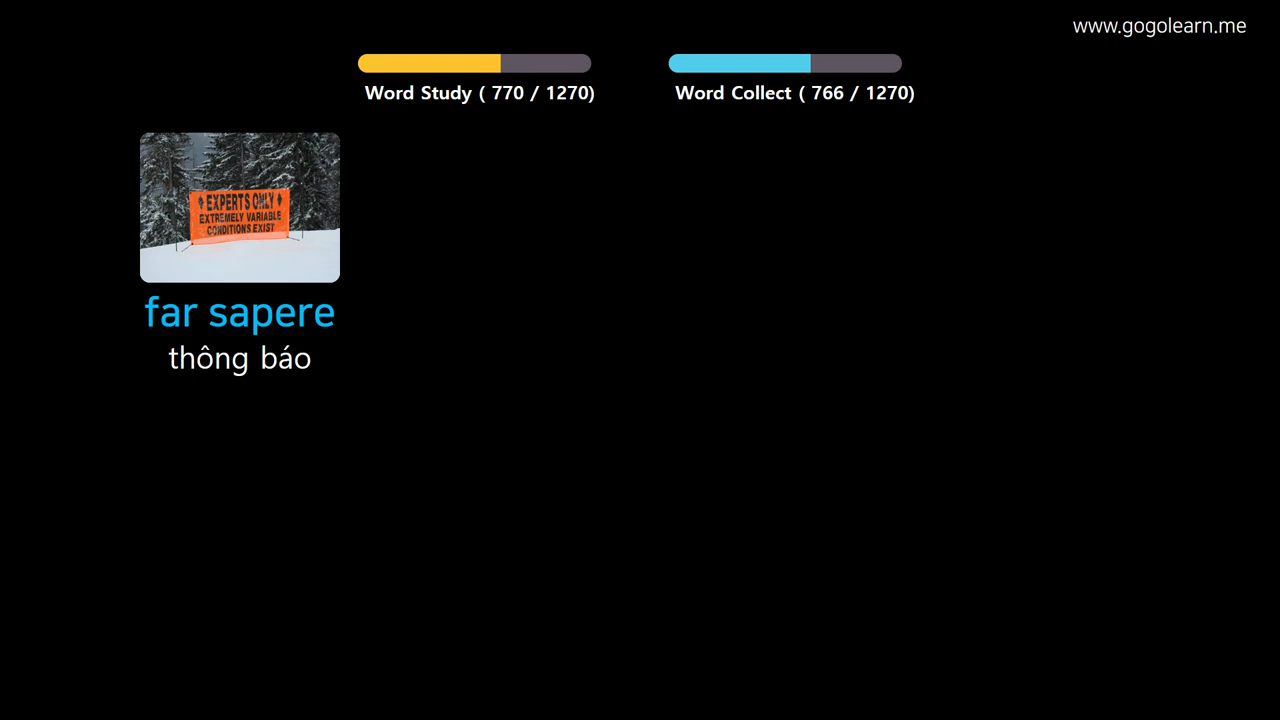 www.gogolearn.me
Word Study ( 770 / 1270)
Word Collect ( 766 / 1270)
EXPERTS ONLY
EXTREMELY VARIABLE
CONDITIONS EXIST
far sapere
thông báo